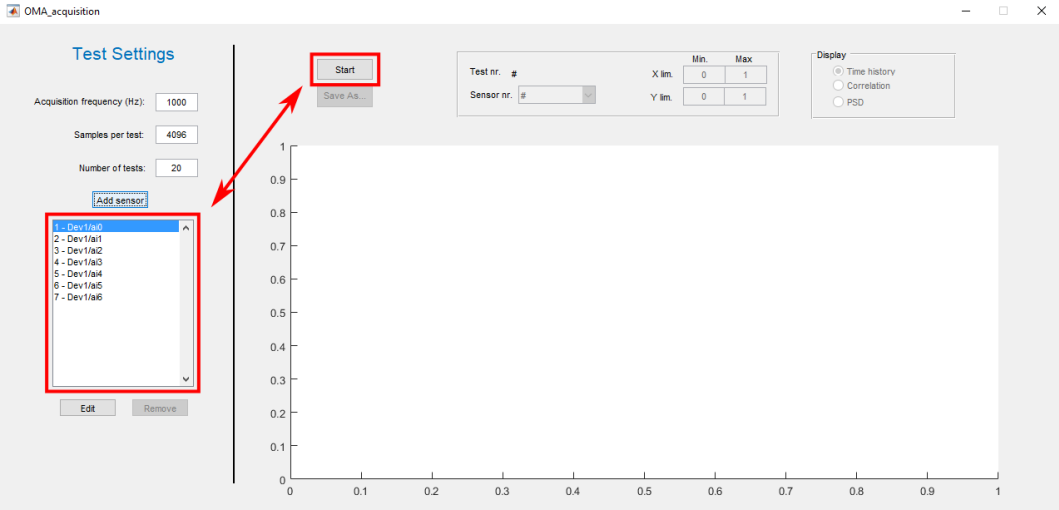 OMA_acquisition
Test Settings
Acquisition frequency (Hz): 1000
Samples per test: 4096
Number of tests: 20
Add sensor
1 - Dev1/ai0
2 - Dev1/ai1
3 - Dev1/ai2
4 - Dev1/ai3
5 - Dev1/ai4
6 - Dev1/ai5
7 - Dev1/ai6
Edit Remove
Start
Save As...
Min. Max
Test nr. # X lim. 0 1
Sensor nr. # Y lim. 0 1
Display
Time history
Correlation
PSD
1
0.9
0.8
0.7
0.6
0.5
0.4
0.3
0.2
0.1
0
0 0.1 0.2 0.3 0.4 0.5 0.6 0.7 0.8 0.9 1